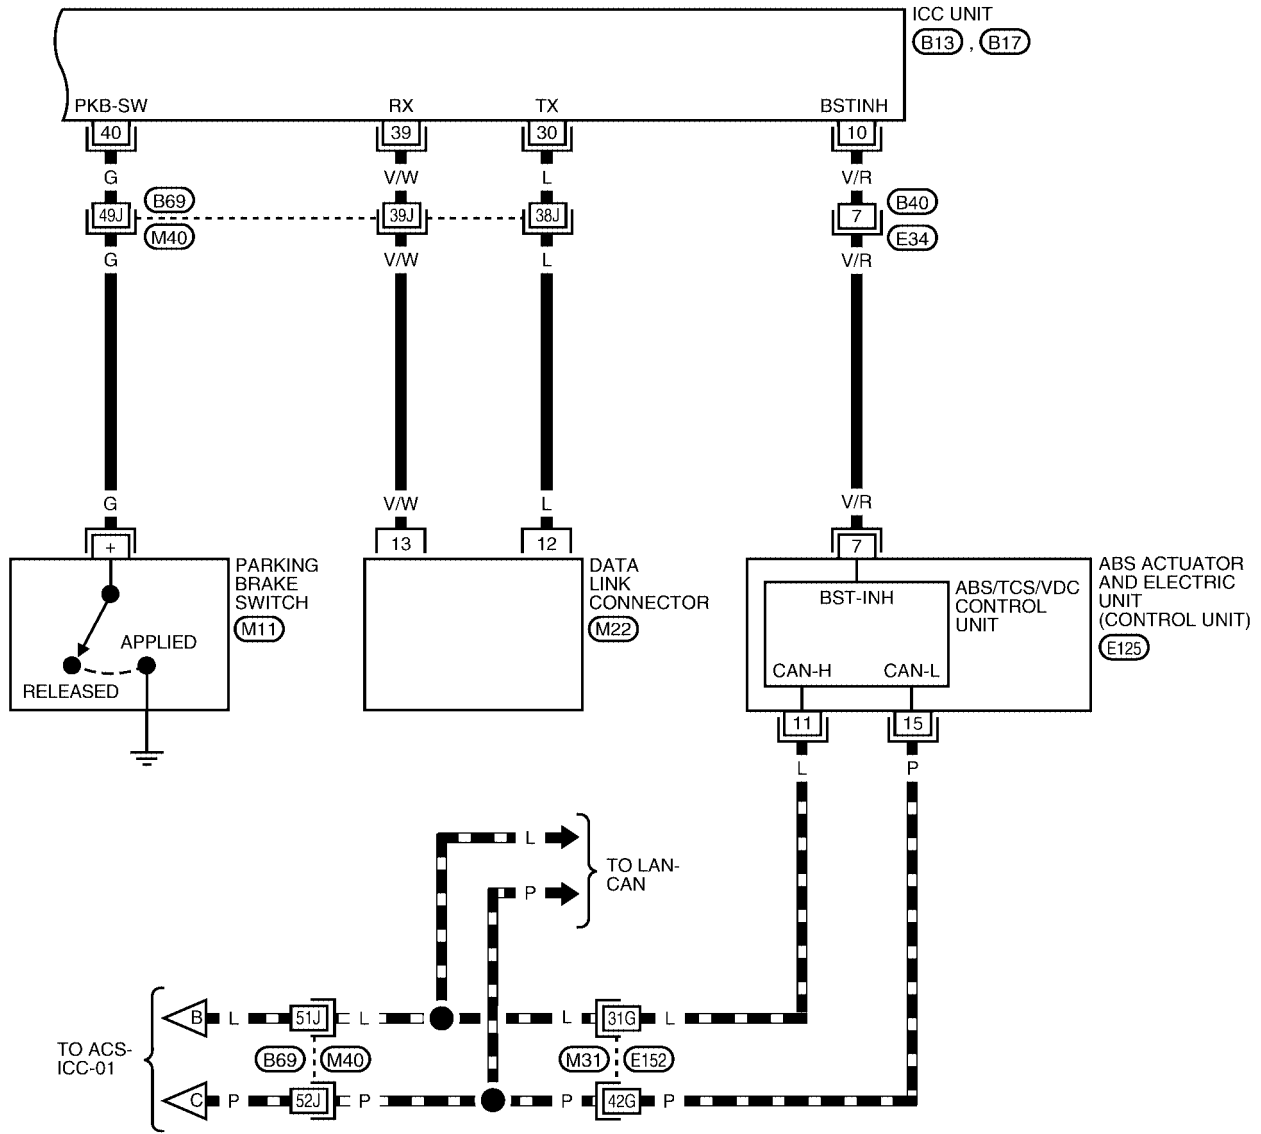 ICC UNIT
B13 , B17
PKB-SW RX TX BSTINH
40 39 30 10
G V/W L V/R
B69 B40
49J 39J 38J 7
M40 E34
G V/W L V/R
G V/W L V/R
+ 13 12 7
PARKING
BRAKE
SWITCH
M11
APPLIED
RELEASED
DATA
LINK
CONNECTOR
M22
BST-INH
ABS/TCS/VDC
CONTROL
UNIT
CAN-H CAN-L
ABS ACTUATOR
AND ELECTRIC
UNIT
(CONTROL UNIT)
E125
11 15
L P
L
TO LAN-
CAN
P
B L 51J L L 31G L
TO ACS-
ICC-01
B69 M40 M31 E152
C P 52J P P 42G P